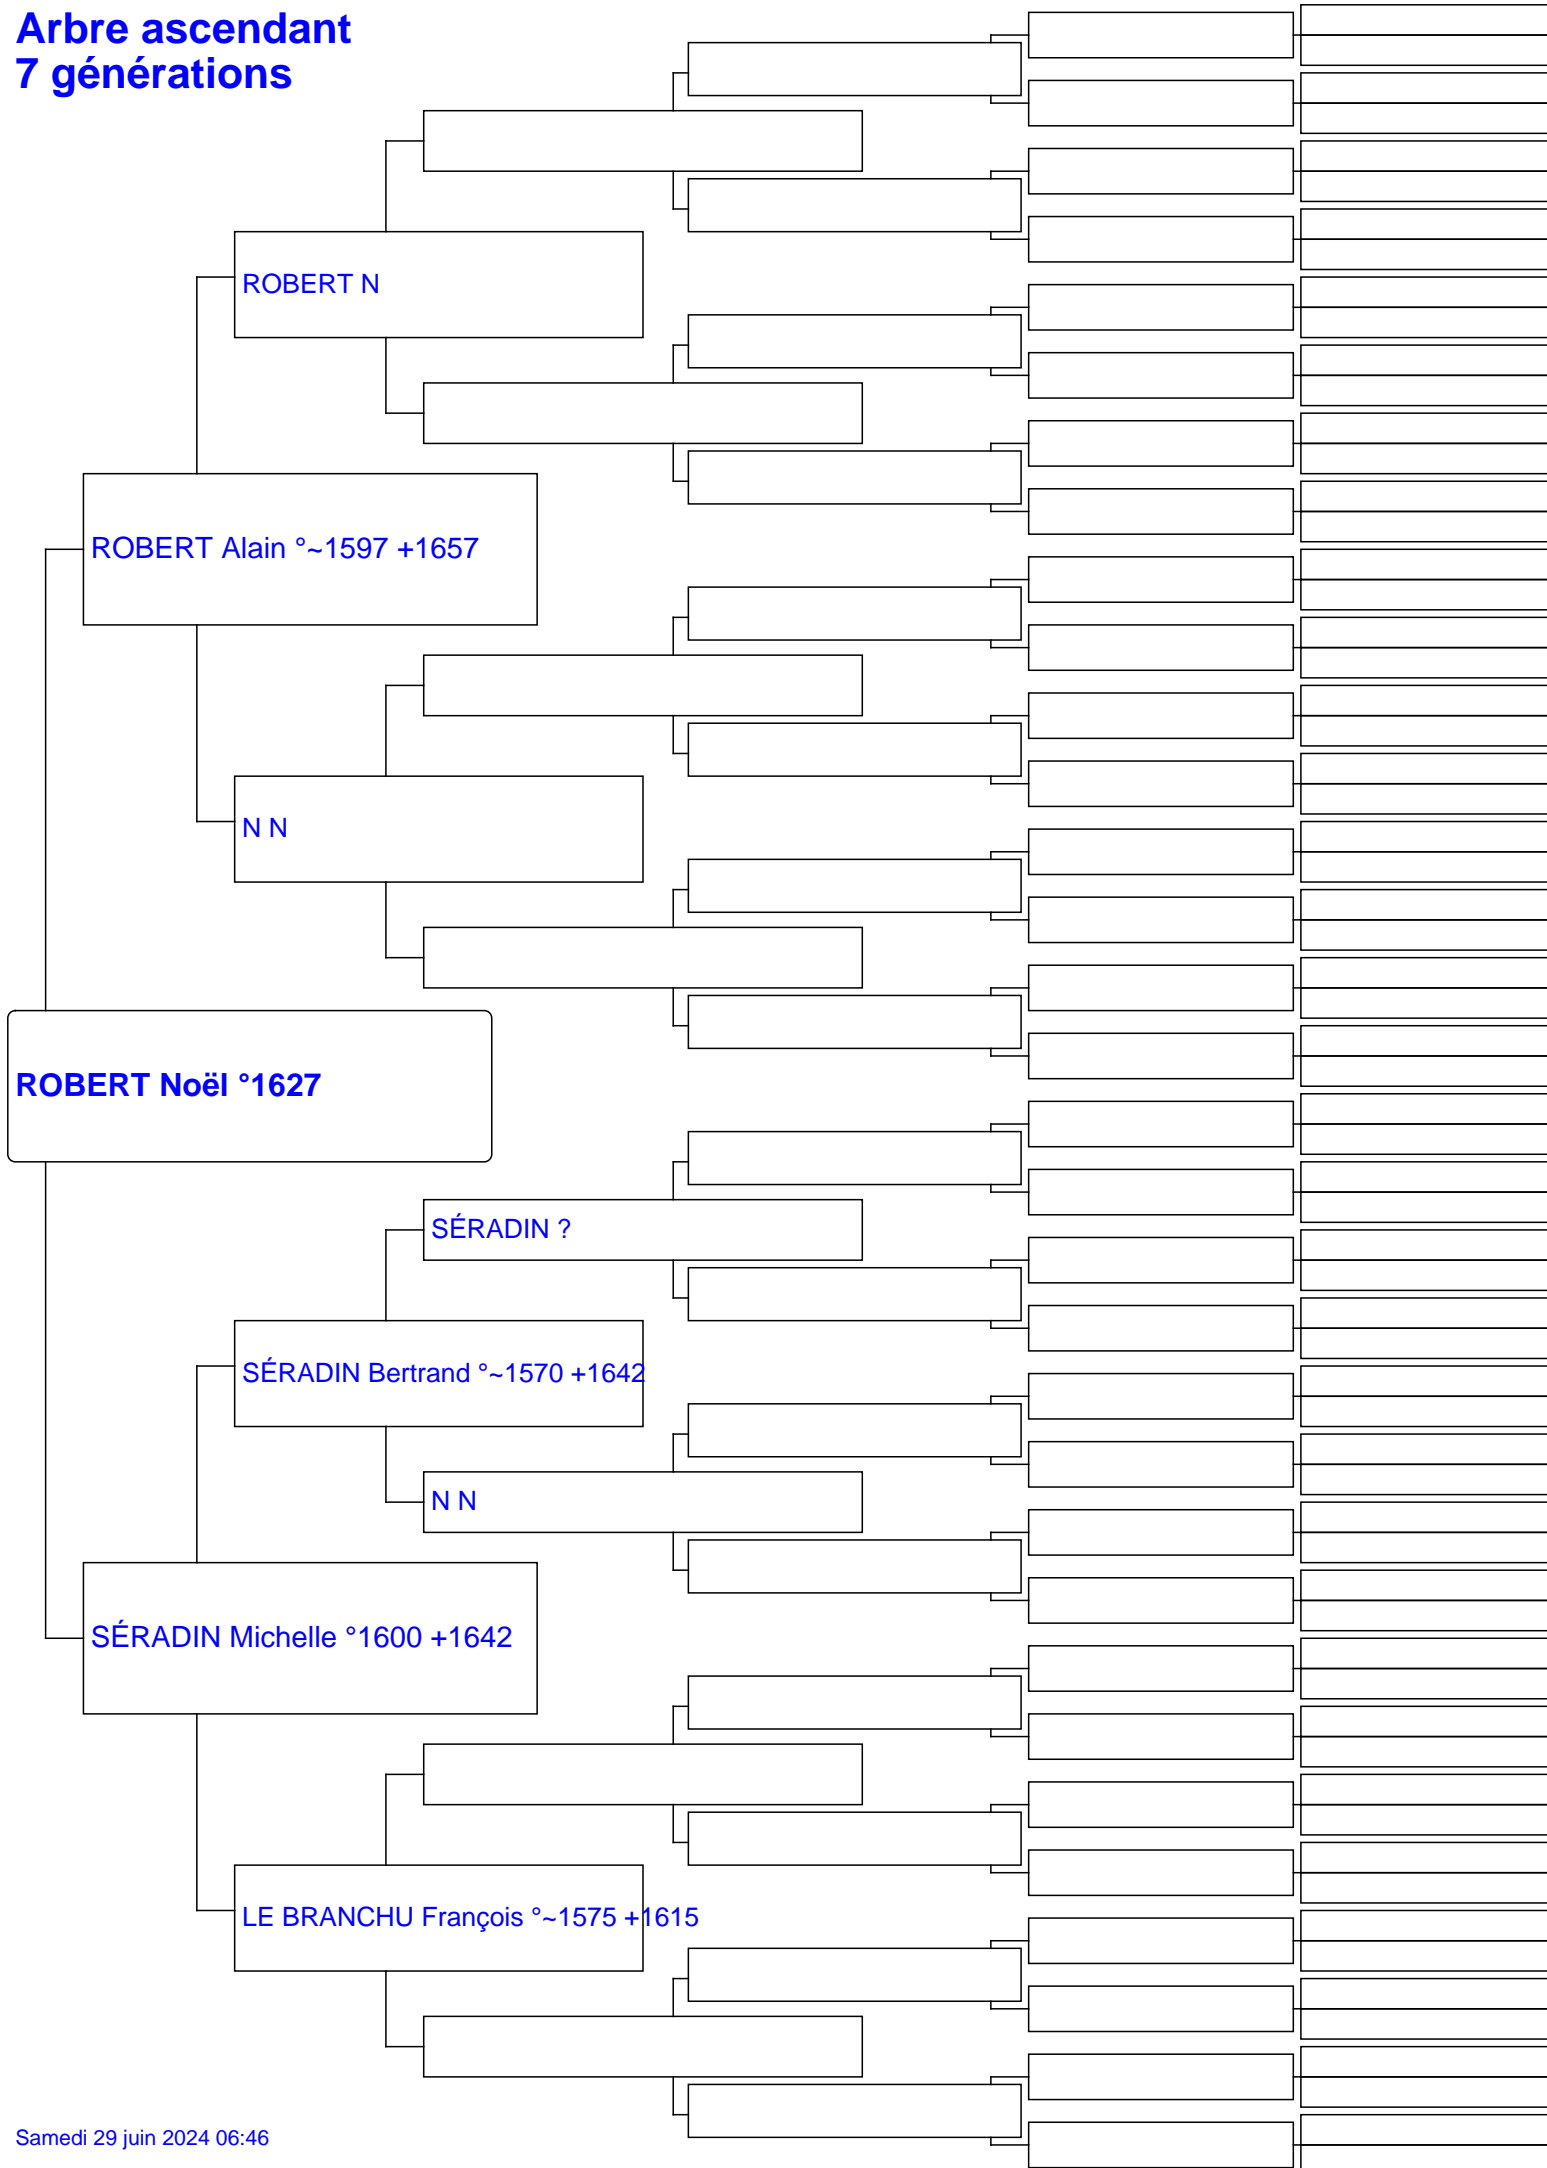 Arbre ascendant
7 générations
ROBERT N
ROBERT Alain °~1597 +1657
N N
ROBERT Noël °1627
SÉRADIN ?
SÉRADIN Bertrand °~1570 +1642
N N
SÉRADIN Michelle °1600 +1642
LE BRANCHU François °~1575 +1615
Samedi 29 juin 2024 06:46